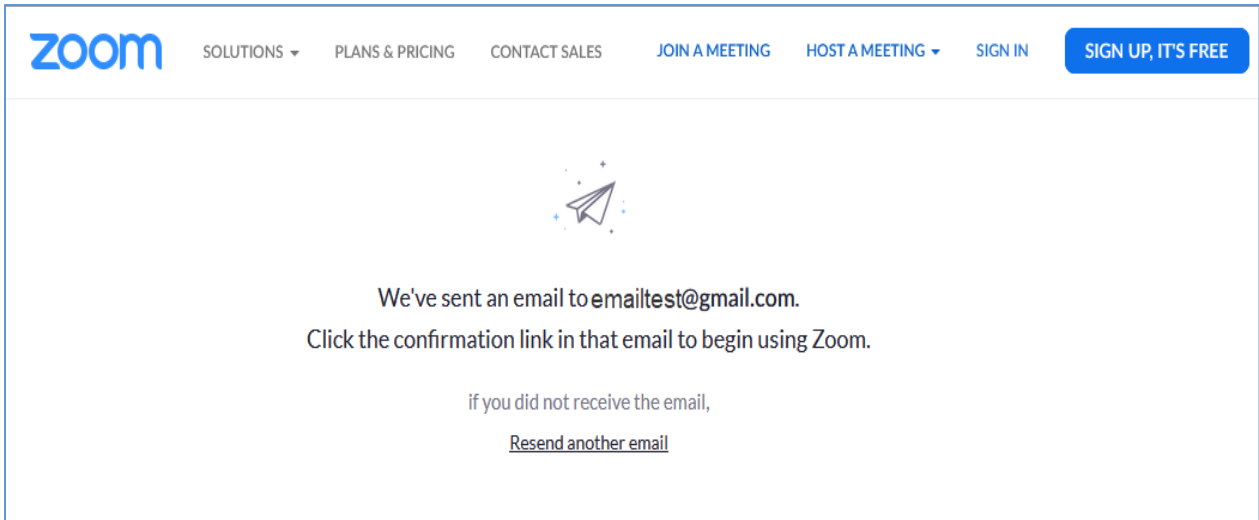 zoom SOLUTIONS PLANS & PRICING CONTACT SALES JOIN A MEETING HOST A MEETING SIGN IN SIGN UP, IT'S FREE
We've sent an email to emailtest@gmail.com.
Click the confirmation link in that email to begin using Zoom.
if you did not receive the email,
Resend another email